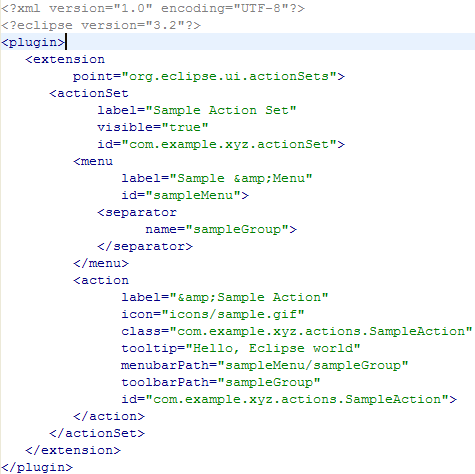 <?xml version="1.0" encoding="UTF-8"?>
<?eclipse version="3.2"?>
<plugin>
   <extension
         point="org.eclipse.ui.actionSets">
      <actionSet
            label="Sample Action Set"
            visible="true"
            id="com.example.xyz.actionSet">
         <menu
               label="Sample &amp;Menu"
               id="sampleMenu">
            <separator
                  name="sampleGroup">
            </separator>
         </menu>
         <action
               label="&amp;Sample Action"
               icon="icons/sample.gif"
               class="com.example.xyz.actions.SampleAction"
               tooltip="Hello, Eclipse world"
               menubarPath="sampleMenu/sampleGroup"
               toolbarPath="sampleGroup"
               id="com.example.xyz.actions.SampleAction">
         </action>
      </actionSet>
   </extension>
</plugin>